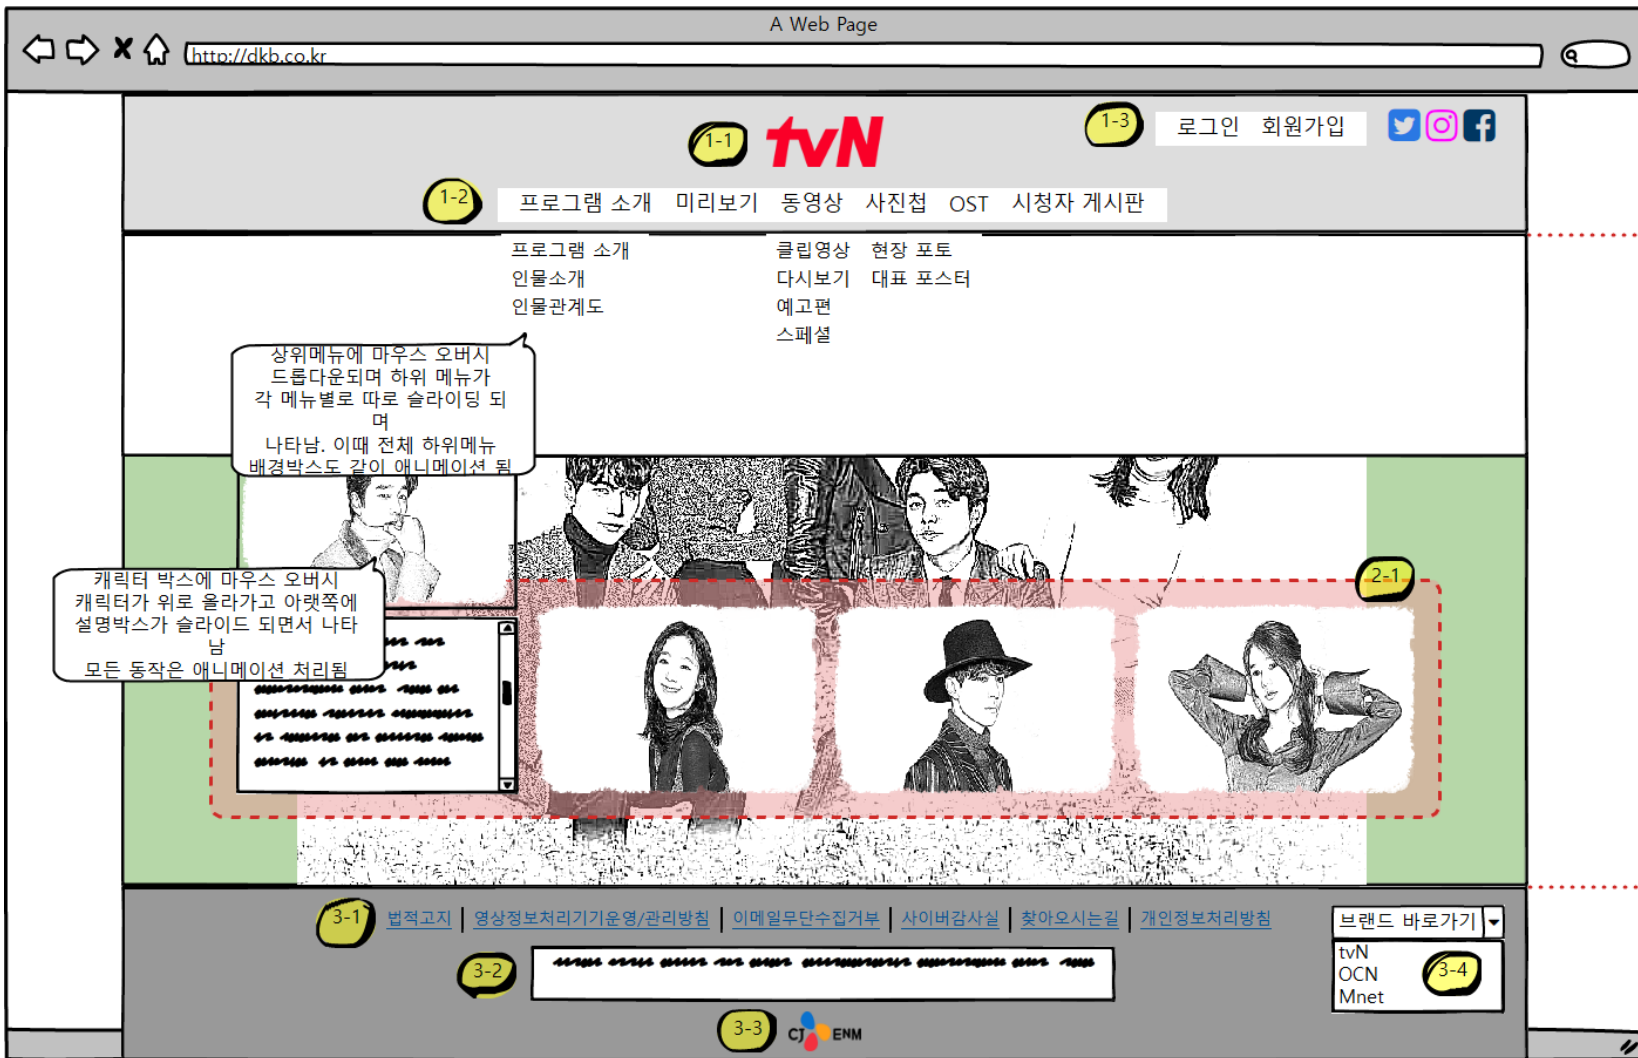 A Web Page
http://dkb.co.kr
1-1
tvN
1-3
로그인 회원가입
1-2
프로그램 소개 미리보기 동영상 사진첩 OST 시청자 게시판
프로그램 소개
인물소개
인물관계도
클립영상
다시보기
예고편
스페셜
현장 포토
대표 포스터
상위메뉴에 마우스 오버시
드롭다운되며 하위 메뉴가
각 메뉴별로 따로 슬라이딩 되
며
나타남. 이때 전체 하위메뉴
배경박스도 같이 애니메이션 됨
캐릭터 박스에 마우스 오버시
캐릭터가 위로 올라가고 아랫쪽에
설명박스가 슬라이드 되면서 나타
남
모든 동작은 애니메이션 처리됨
2-1
3-1
법적고지 | 영상정보처리기기운영/관리방침 | 이메일무단수집거부 | 사이버감사실 | 찾아오시는길 | 개인정보처리방침
브랜드 바로가기
tvN
OCN
Mnet
3-4
3-2
3-3
CJ ENM